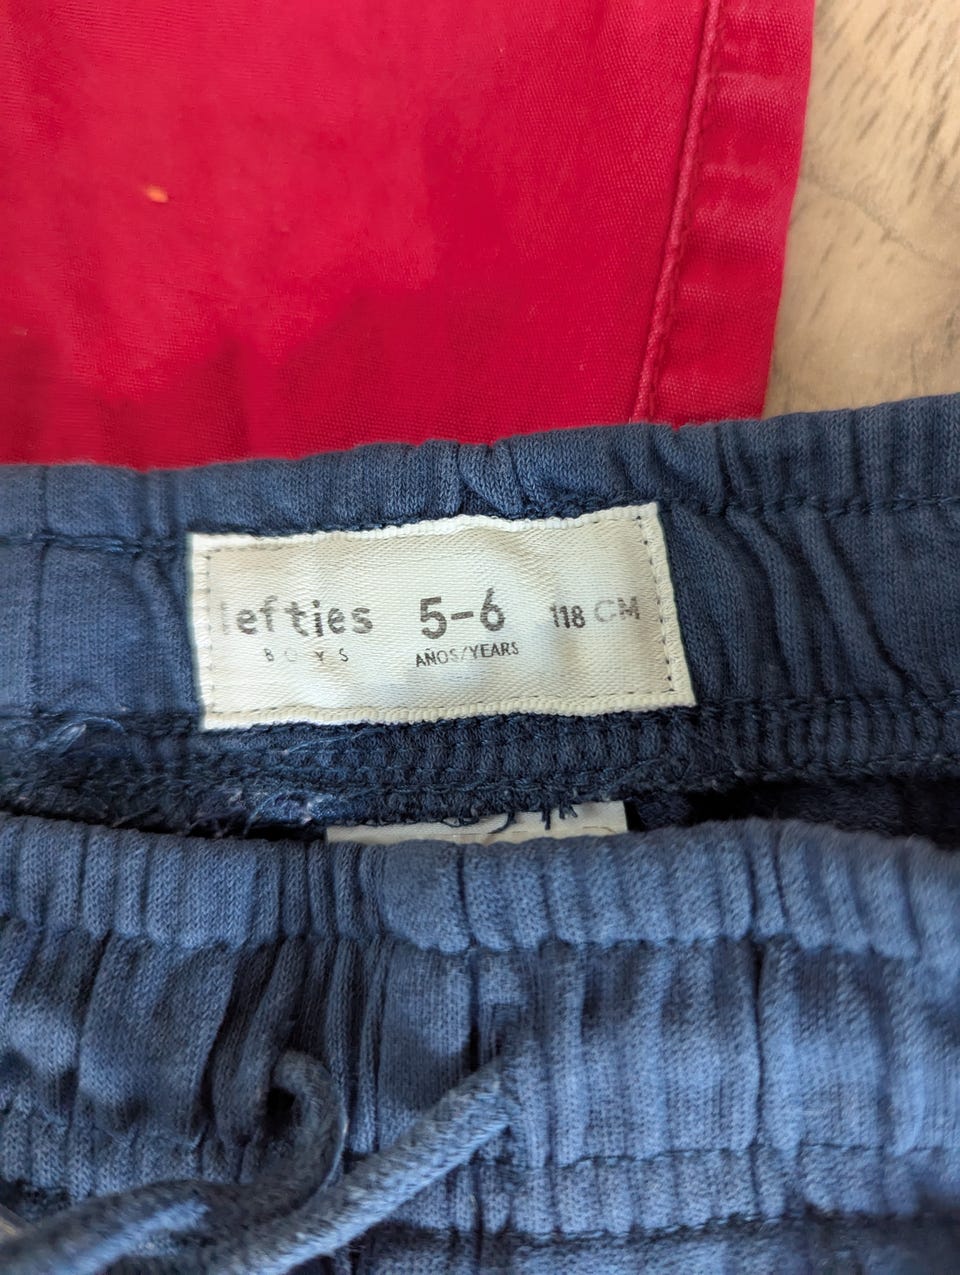 lefties 5-6 118 CM
BOYS AÑOS/YEARS